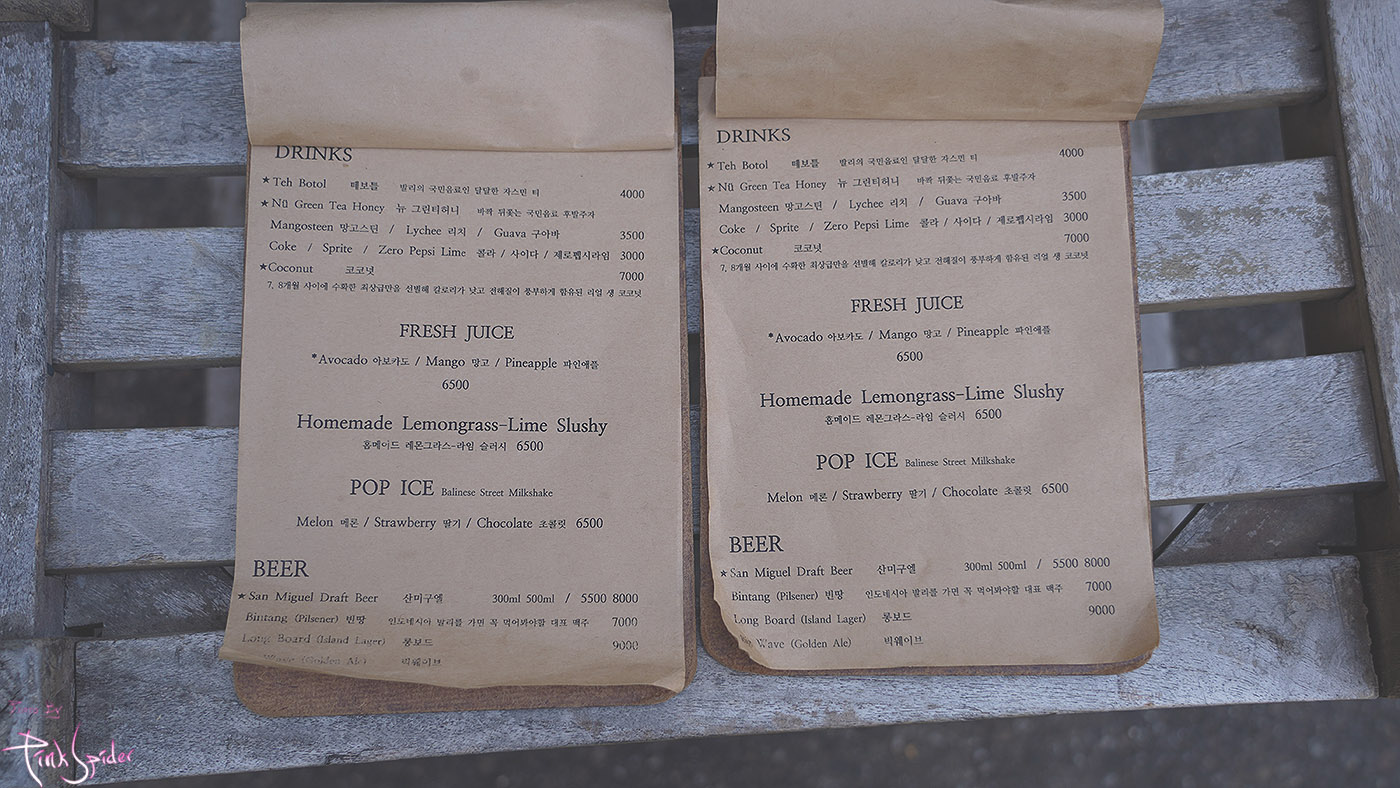 DRINKS
★Teh Botol 떼보틀 발리의 국민음료인 달달한 자스민 티 4000
★Nü Green Tea Honey 뉴 그린티허니 바짝 뒤쫓는 국민음료 후발주자
Mangosteen 망고스틴 / Lychee 리치 / Guava 구아바 3500
Coke / Sprite / Zero Pepsi Lime 콜라 / 사이다 / 제로펩시라임 3000
★Coconut 코코넛 7000
7, 8개월 사이에 수확한 최상급만을 선별해 칼로리가 낮고 전해질이 풍부하게 함유된 리얼 생 코코넛
FRESH JUICE
*Avocado 아보카도 / Mango 망고 / Pineapple 파인애플
6500
Homemade Lemongrass-Lime Slushy
홈메이드 레몬그라스-라임 슬러시 6500
POP ICE Balinese Street Milkshake
Melon 메론 / Strawberry 딸기 / Chocolate 초콜릿 6500
BEER
★San Miguel Draft Beer 산미구엘 300ml 500ml / 5500 8000
Bintang (Pilsener) 빈땅 인도네시아 발리를 가면 꼭 먹어봐야할 대표 맥주 7000
Long Board (Island Lager) 롱보드 9000
Wave (Golden Ale) 빅웨이브
DRINKS
★Teh Botol 떼보틀 발리의 국민음료인 달달한 자스민 티 4000
★Nü Green Tea Honey 뉴 그린티허니 바짝 뒤쫓는 국민음료 후발주자
Mangosteen 망고스틴 / Lychee 리치 / Guava 구아바 3500
Coke / Sprite / Zero Pepsi Lime 콜라 / 사이다 / 제로펩시라임 3000
★Coconut 코코넛 7000
7, 8개월 사이에 수확한 최상급만을 선별해 칼로리가 낮고 전해질이 풍부하게 함유된 리얼 생 코코넛
FRESH JUICE
*Avocado 아보카도 / Mango 망고 / Pineapple 파인애플
6500
Homemade Lemongrass-Lime Slushy
홈메이드 레몬그라스-라임 슬러시 6500
POP ICE Balinese Street Milkshake
Melon 메론 / Strawberry 딸기 / Chocolate 초콜릿 6500
BEER
★San Miguel Draft Beer 산미구엘 300ml 500ml / 5500 8000
Bintang (Pilsener) 빈땅 인도네시아 발리를 가면 꼭 먹어봐야할 대표 맥주 7000
Long Board (Island Lager) 롱보드 9000
Wave (Golden Ale) 빅웨이브
PinkSpider